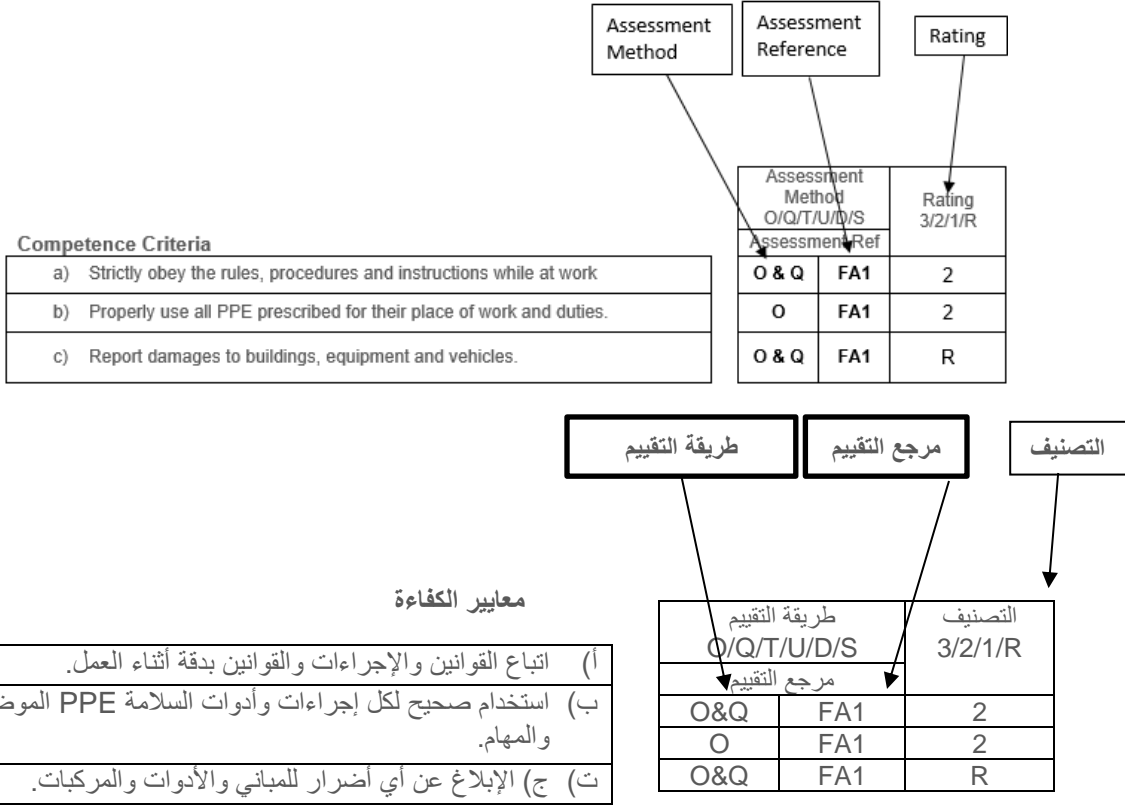 Assessment
Method
Assessment
Reference
Rating
Assessment
Method
O/Q/T/U/D/S
Rating
3/2/1/R
Assessment Ref
Competence Criteria
a) Strictly obey the rules, procedures and instructions while at work
O & Q FA1 2
b) Properly use all PPE prescribed for their place of work and duties.
O FA1 2
c) Report damages to buildings, equipment and vehicles.
O & Q FA1 R
طريقة التقييم
مرجع التقييم
التصنيف
معايير الكفاءة
طريقة التقييم
O/Q/T/U/D/S
التصنيف
3/2/1/R
مرجع التقييم
أ) اتباع القوانين والإجراءات والقوانين بدقة أثناء العمل.
ب) استخدام صحيح لكل إجراءات وأدوات السلامة PPE
والمهام.
ت) ج) الإبلاغ عن أي أضرار للمباني والأدوات والمركبات.
O&Q FA1 2
O FA1 2
O&Q FA1 R